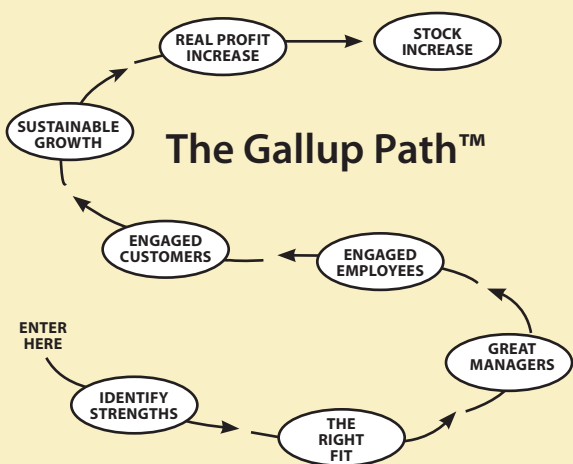 The Gallup Path™
ENTER
HERE
IDENTIFY
STRENGTHS
THE
RIGHT
FIT
GREAT
MANAGERS
ENGAGED
EMPLOYEES
ENGAGED
CUSTOMERS
SUSTAINABLE
GROWTH
REAL PROFIT
INCREASE
STOCK
INCREASE